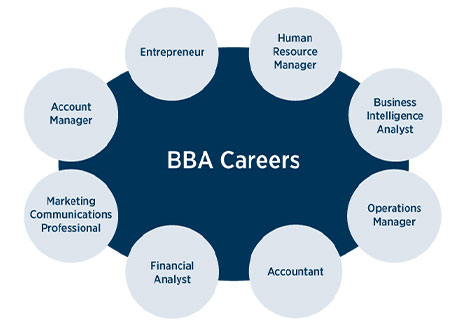 Entrepreneur
Human
Resource
Manager
Account
Manager
Business
Intelligence
Analyst
BBA Careers
Marketing
Communications
Professional
Operations
Manager
Financial
Analyst
Accountant